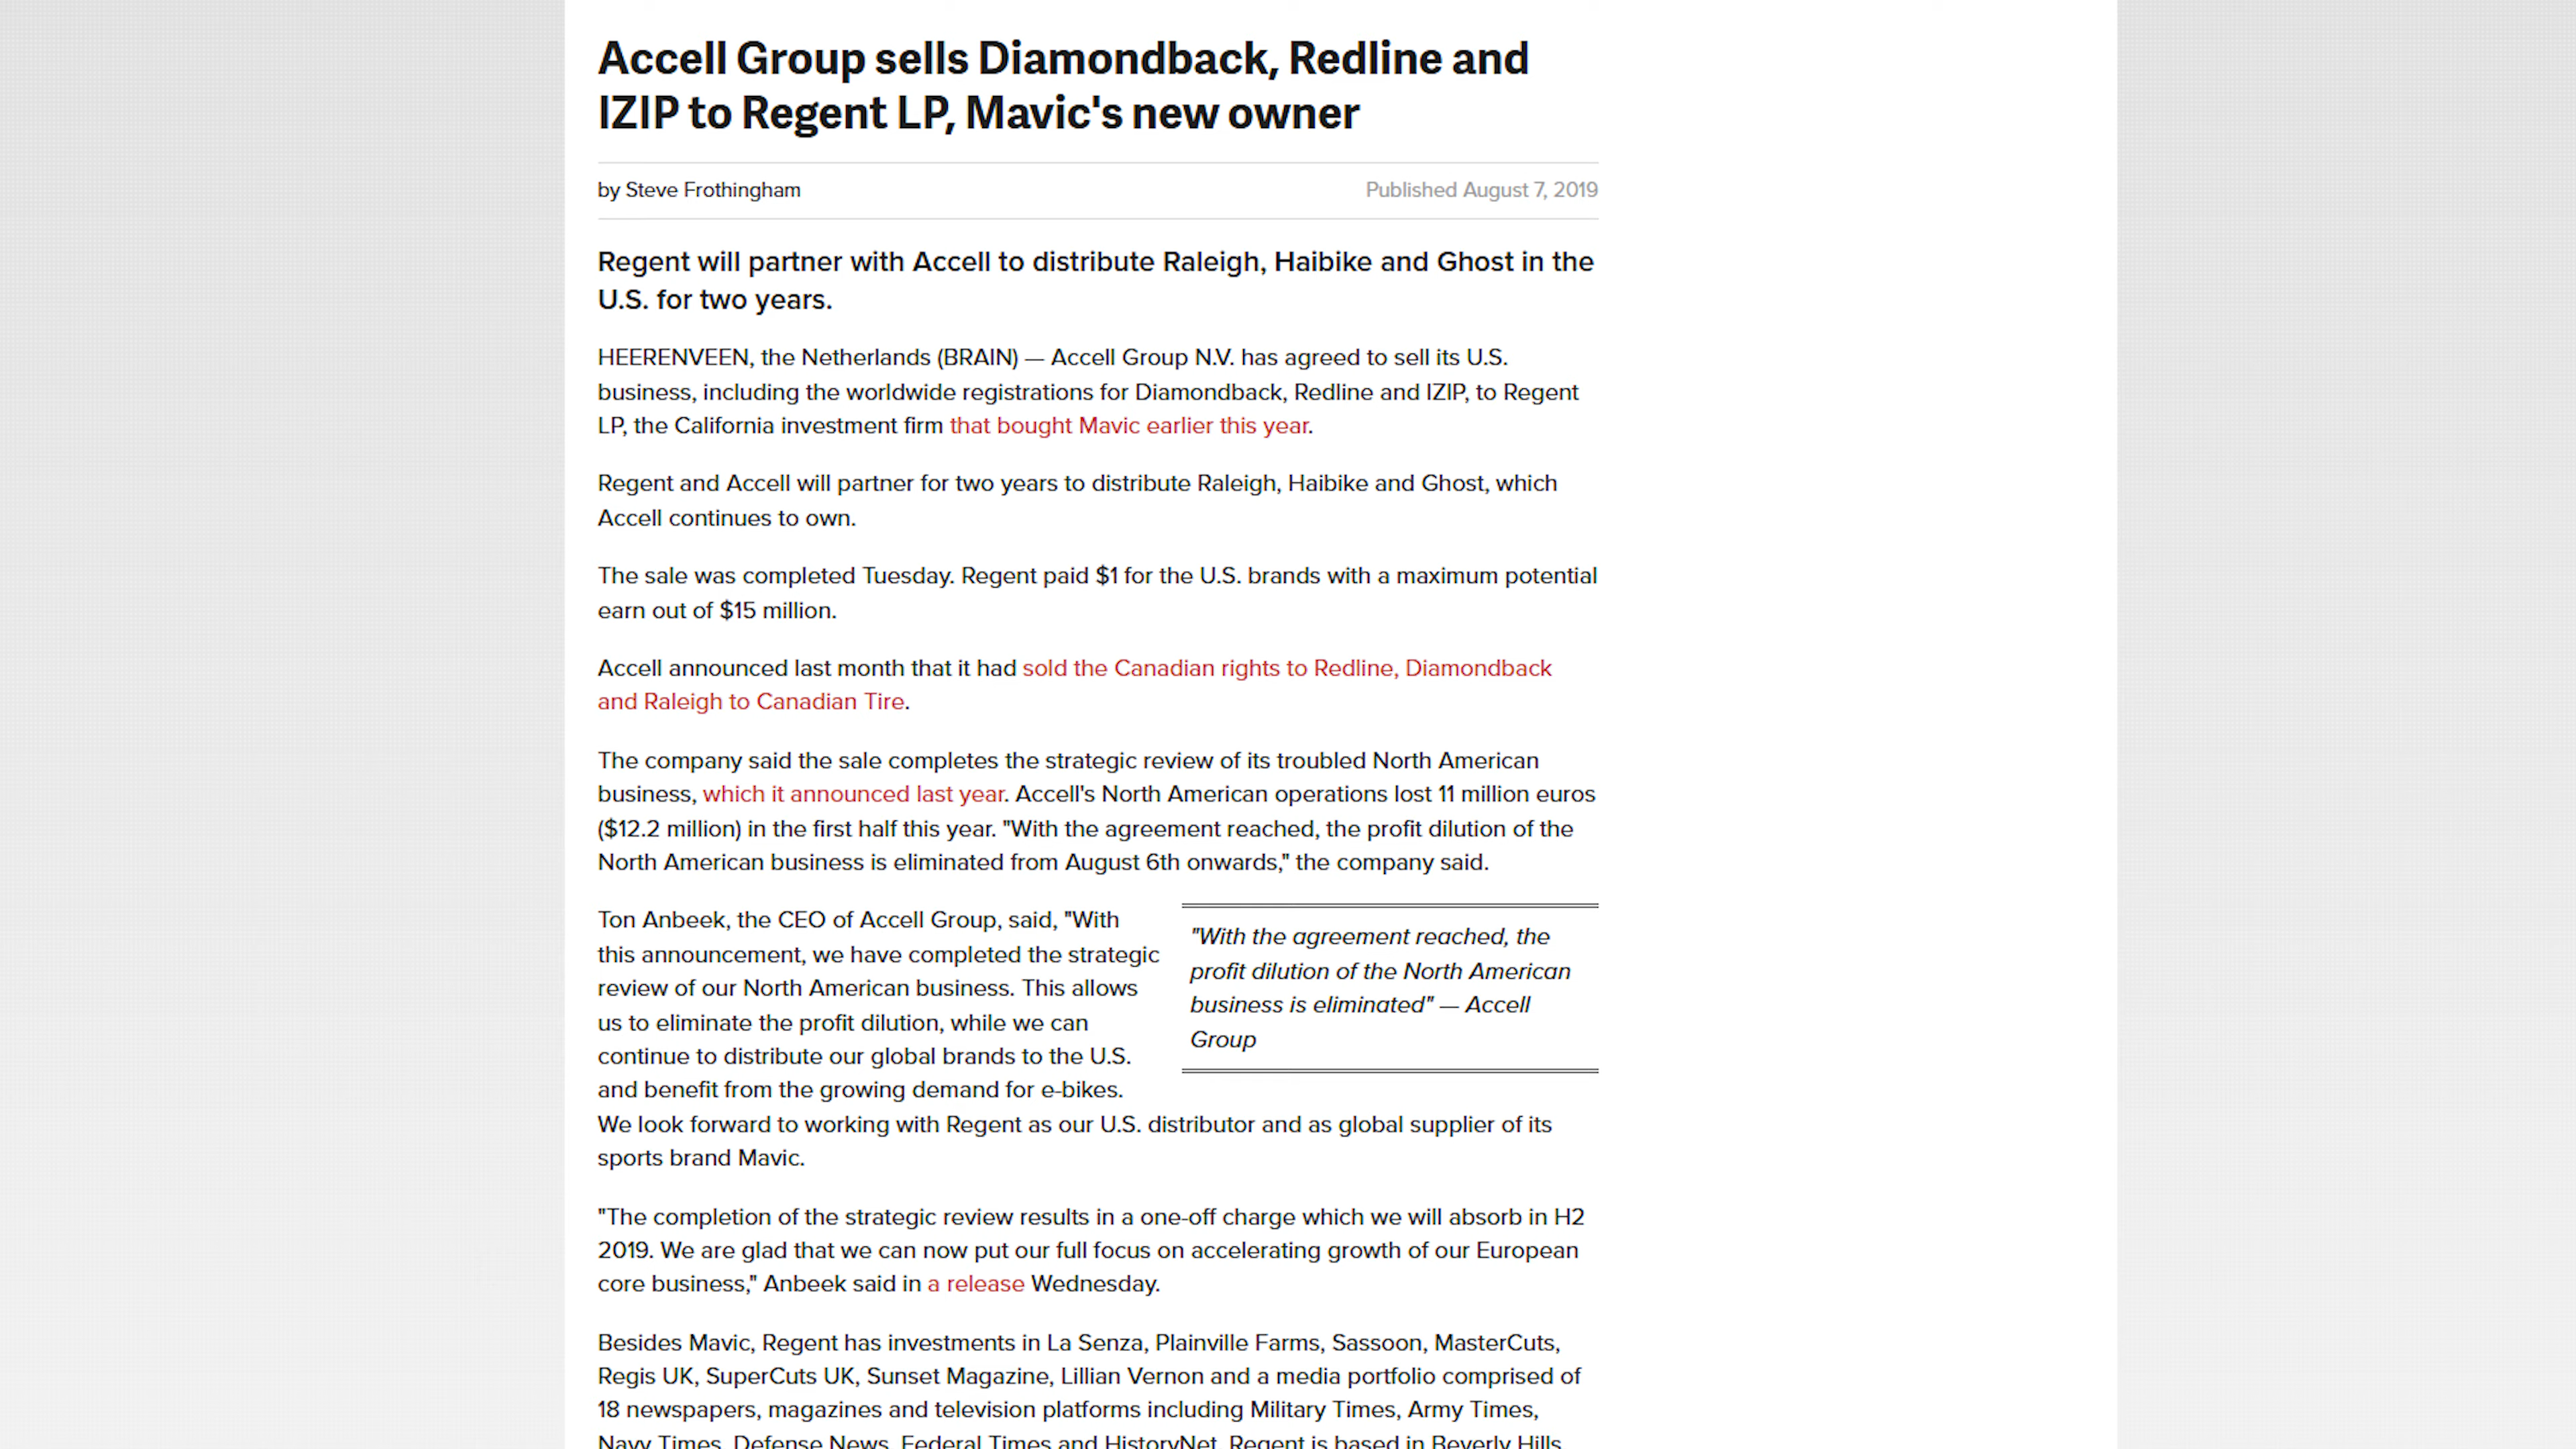 Accell Group sells Diamondback, Redline and
IZIP to Regent LP, Mavic's new owner
by Steve Frothingham
Published August 7, 2019
Regent will partner with Accell to distribute Raleigh, Haibike and Ghost in the
U.S. for two years.
HEERENVEEN, the Netherlands (BRAIN) — Accell Group N.V. has agreed to sell its U.S.
business, including the worldwide registrations for Diamondback, Redline and IZIP, to Regent
LP, the California investment firm that bought Mavic earlier this year.
Regent and Accell will partner for two years to distribute Raleigh, Haibike and Ghost, which
Accell continues to own.
The sale was completed Tuesday. Regent paid $1 for the U.S. brands with a maximum potential
earn out of $15 million.
Accell announced last month that it had sold the Canadian rights to Redline, Diamondback
and Raleigh to Canadian Tire.
The company said the sale completes the strategic review of its troubled North American
business, which it announced last year. Accell's North American operations lost 11 million euros
($12.2 million) in the first half this year. "With the agreement reached, the profit dilution of the
North American business is eliminated from August 6th onwards," the company said.
Ton Anbeek, the CEO of Accell Group, said, "With
this announcement, we have completed the strategic
review of our North American business. This allows
us to eliminate the profit dilution, while we can
continue to distribute our global brands to the U.S.
and benefit from the growing demand for e-bikes.
We look forward to working with Regent as our U.S. distributor and as global supplier of its
sports brand Mavic.
"With the agreement reached, the
profit dilution of the North American
business is eliminated" — Accell
Group
"The completion of the strategic review results in a one-off charge which we will absorb in H2
2019. We are glad that we can now put our full focus on accelerating growth of our European
core business," Anbeek said in a release Wednesday.
Besides Mavic, Regent has investments in La Senza, Plainville Farms, Sassoon, MasterCuts,
Regis UK, SuperCuts UK, Sunset Magazine, Lillian Vernon and a media portfolio comprised of
18 newspapers, magazines and television platforms including Military Times, Army Times,
Navy Times, Defense News, Federal Times and HistoryNet. Regent is based in Beverly Hills,